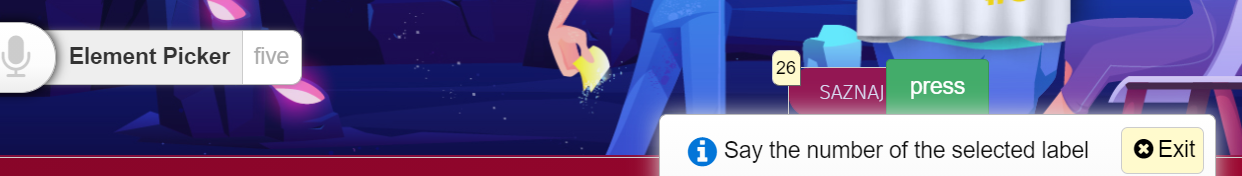 Element Picker five
26
SAZNAJ press
Say the number of the selected label Exit